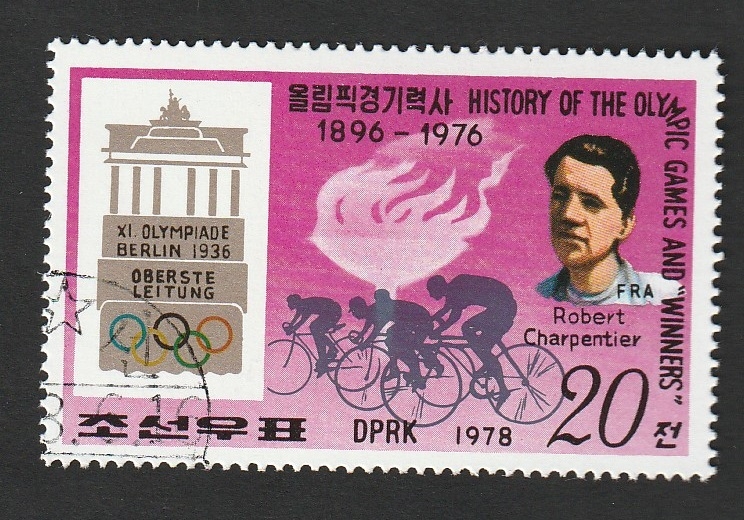 올림픽경기력사 HISTORY OF THE OLYMPIC GAMES AND "WINNERS"
1896 - 1976
XI. OLYMPIADE
BERLIN 1936
OBERSTE
LEITUNG
FRA
Robert
Charpentier
20 전
조선우표 DPRK 1978